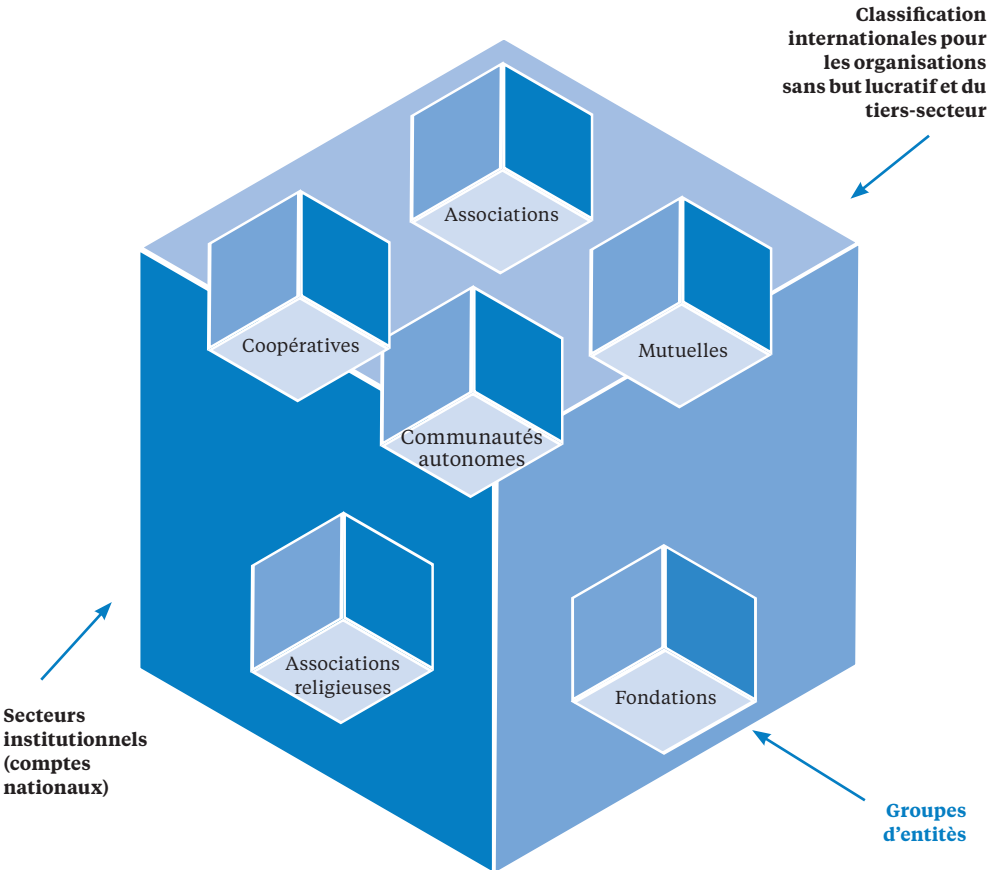 Classification
internationales pour
les organisations
sans but lucratif et du
tiers-secteur
Associations
Coopératives
Mutuelles
Communautés
autonomes
Associations
religieuses
Fondations
Secteurs
institutionnels
(comptes
nationaux)
Groupes
d'entitès